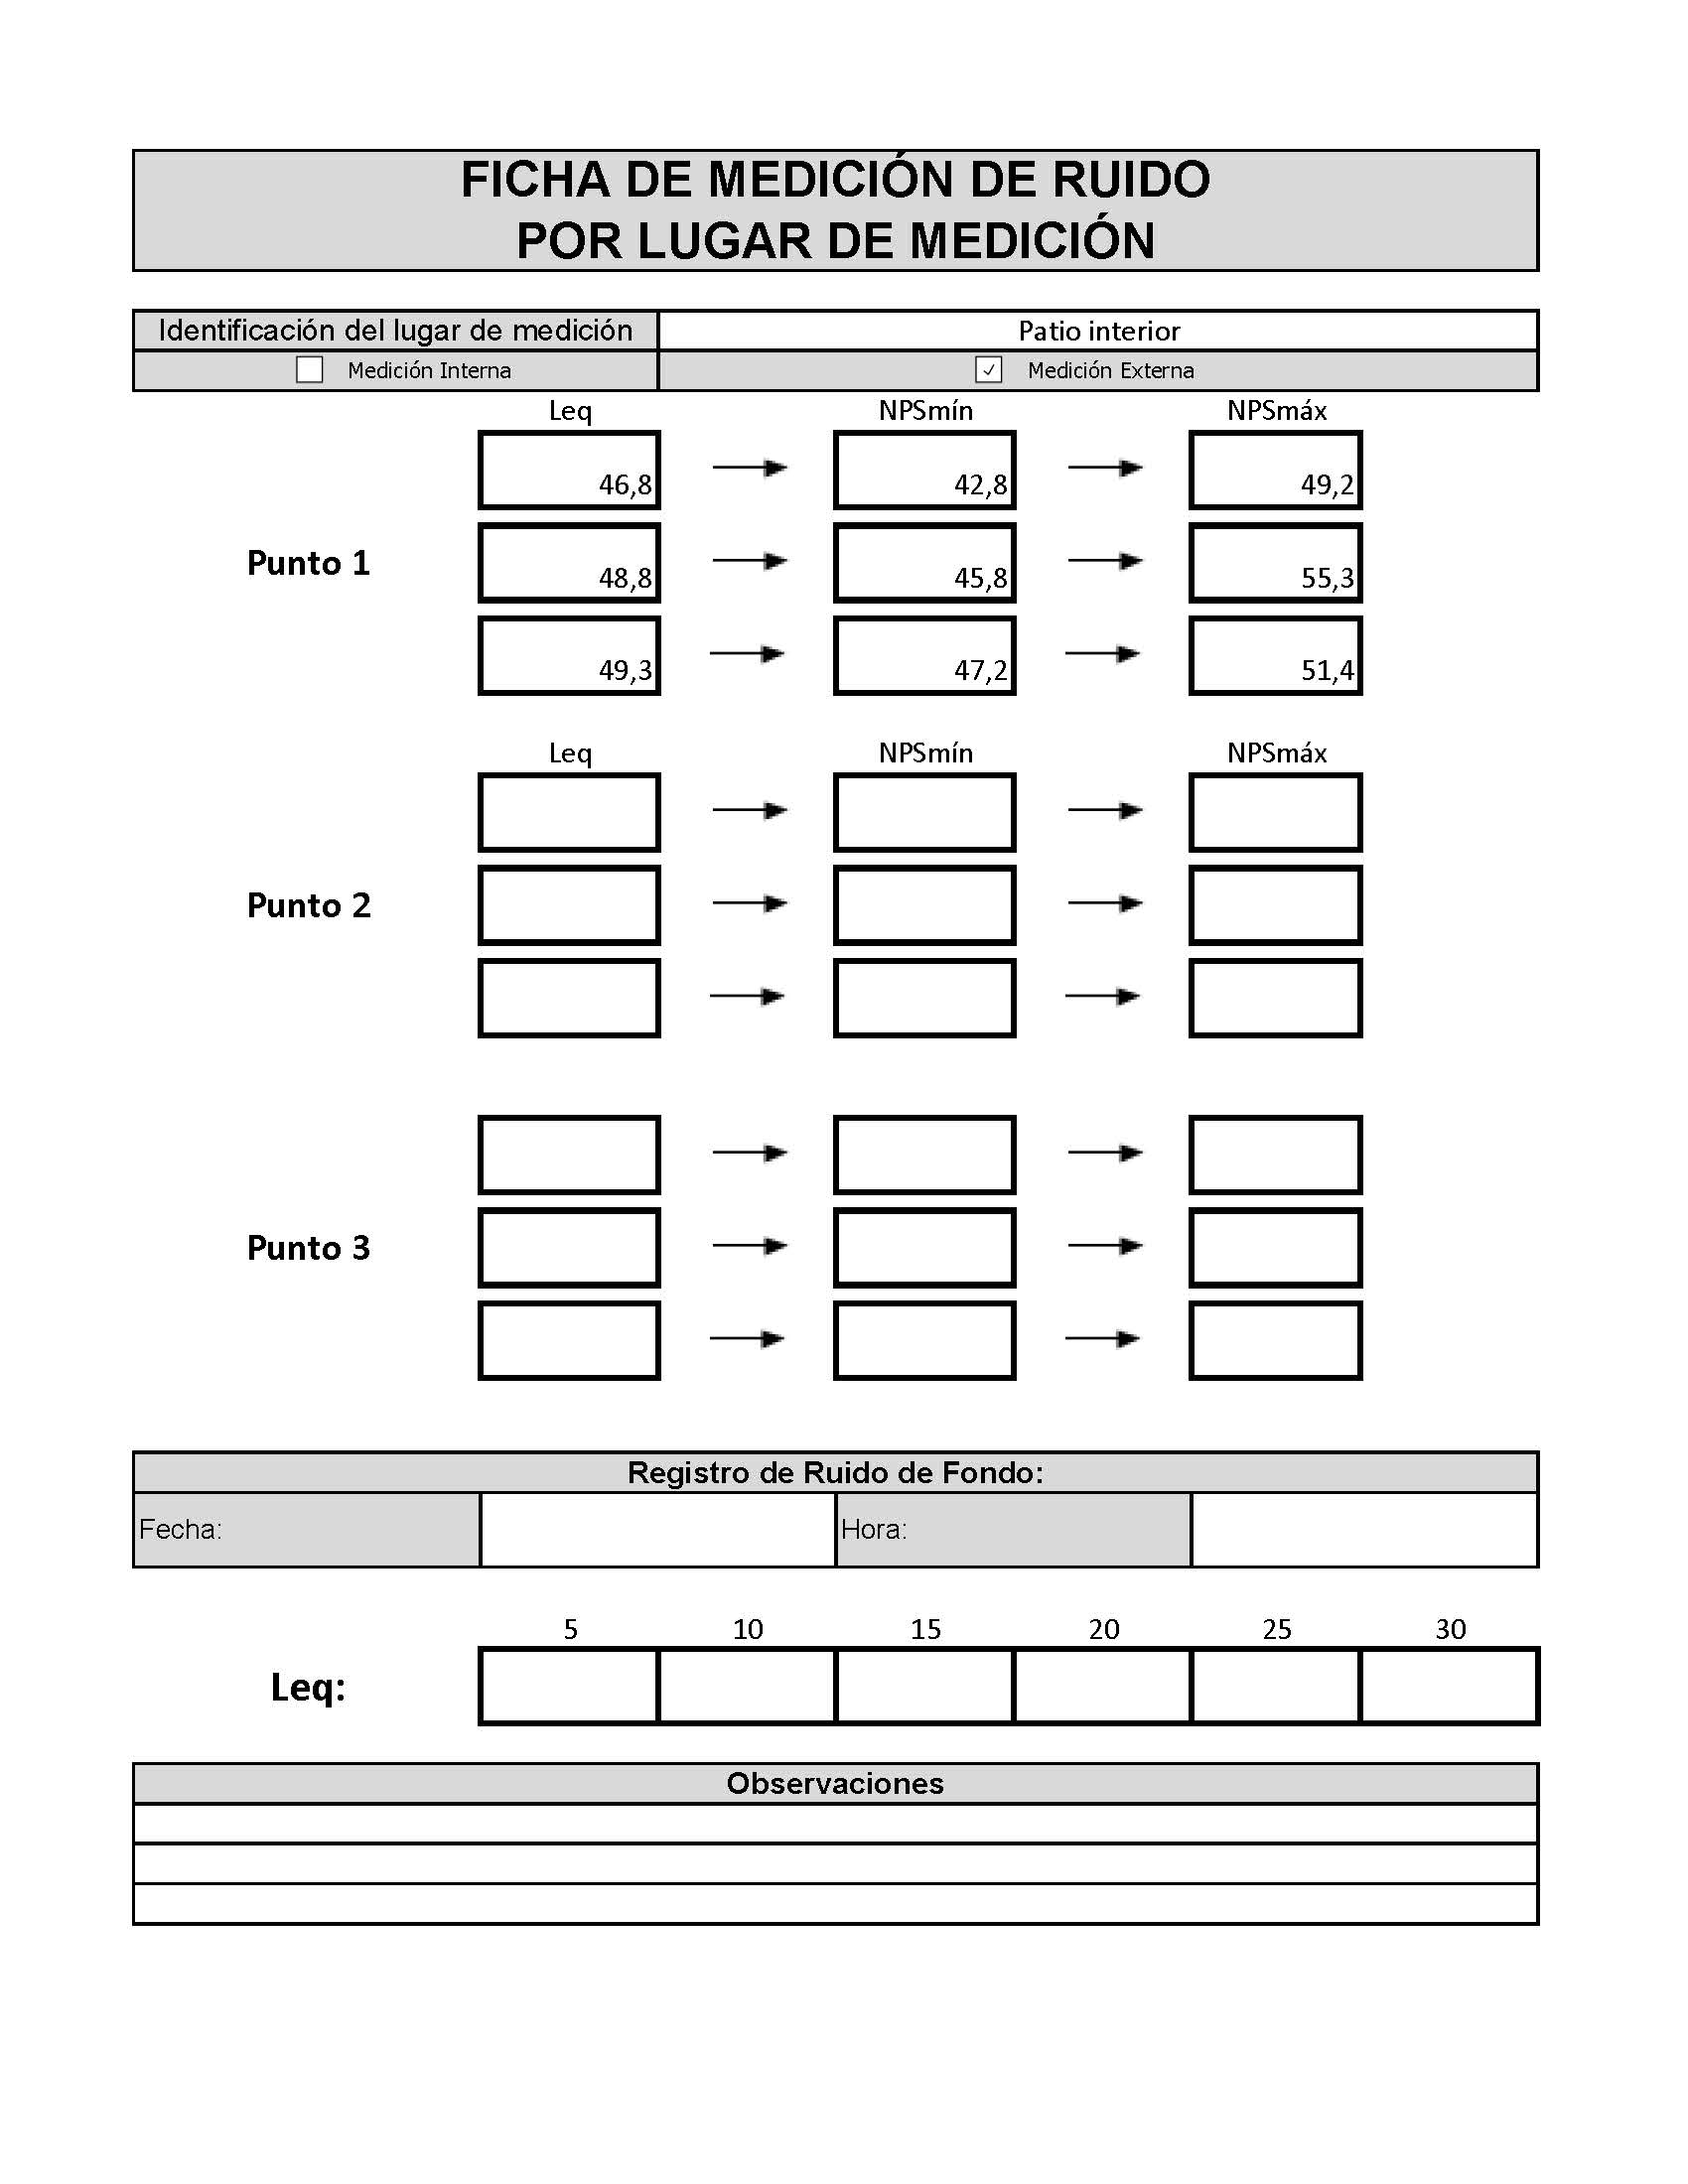 FICHA DE MEDICIÓN DE RUIDO
POR LUGAR DE MEDICIÓN
Identificación del lugar de medición Patio interior
Medición Interna ✓ Medición Externa
Leq NPSmín NPSmáx
46,8 42,8 49,2
Punto 1 48,8 45,8 55,3
49,3 47,2 51,4
Leq NPSmín NPSmáx
Punto 2
Punto 3
Registro de Ruido de Fondo:
Fecha: Hora:
5 10 15 20 25 30
Leq:
Observaciones